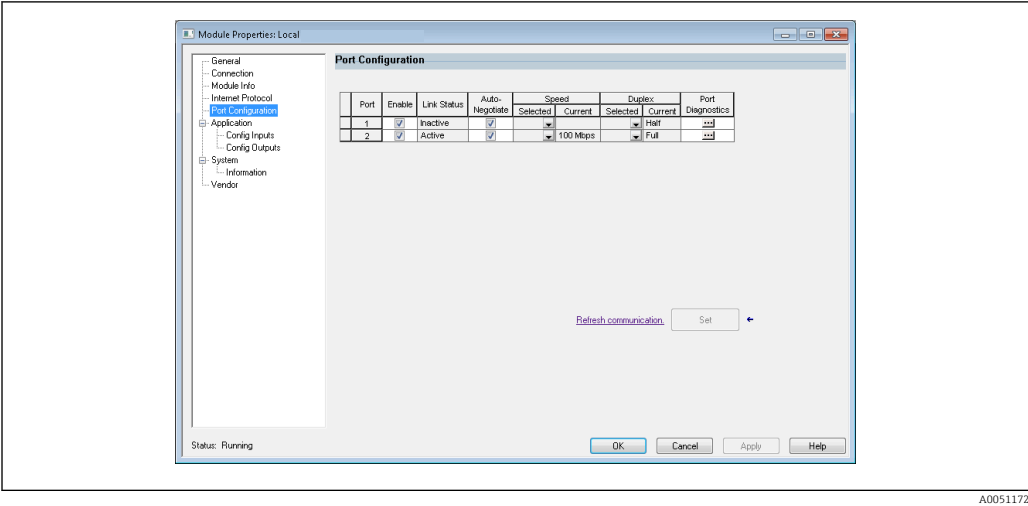 Module Properties: Local
General
Connection
Module Info
Internet Protocol
Port Configuration
Application
Config Inputs
Config Outputs
System
Information
Vendor
Port Configuration
Port Enable Link Status Auto-Negotiate Speed Duplex Port Diagnostics
Selected Current Selected Current
1 Inactive Half ...
2 Active 100 Mbps Full ...
Refresh communication. Set
Status: Running OK Cancel Apply Help
A0051172